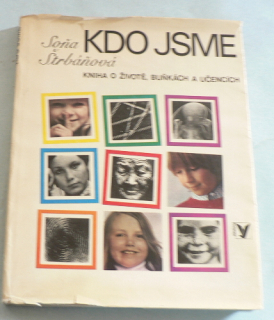 Soňa
Štrbáňová
KDO JSME
KNIHA O ŽIVOTĚ, BUŇKÁCH A UČENCÍCH